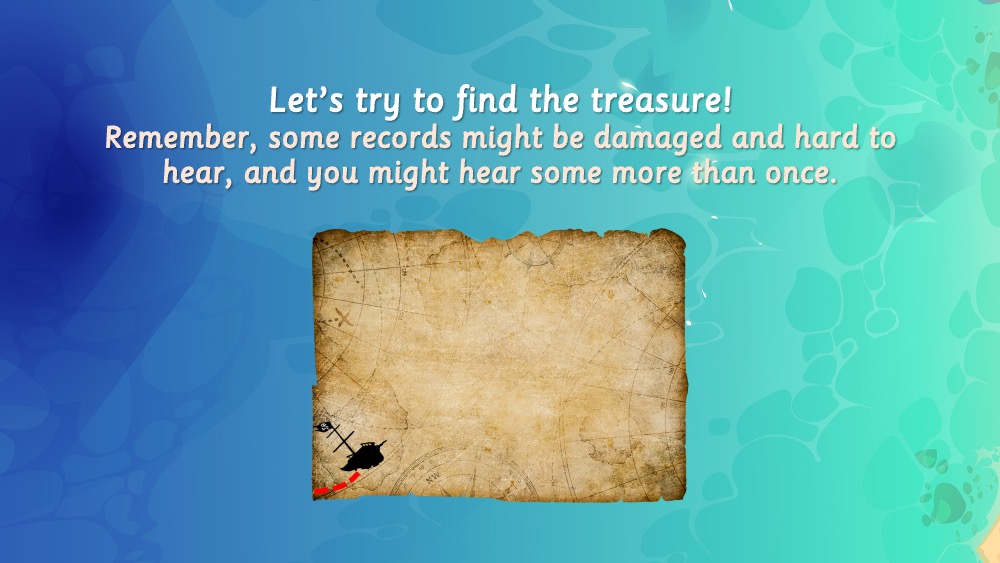 Let's try to find the treasure!
Remember, some records might be damaged and hard to
hear, and you might hear some more than once.
NW